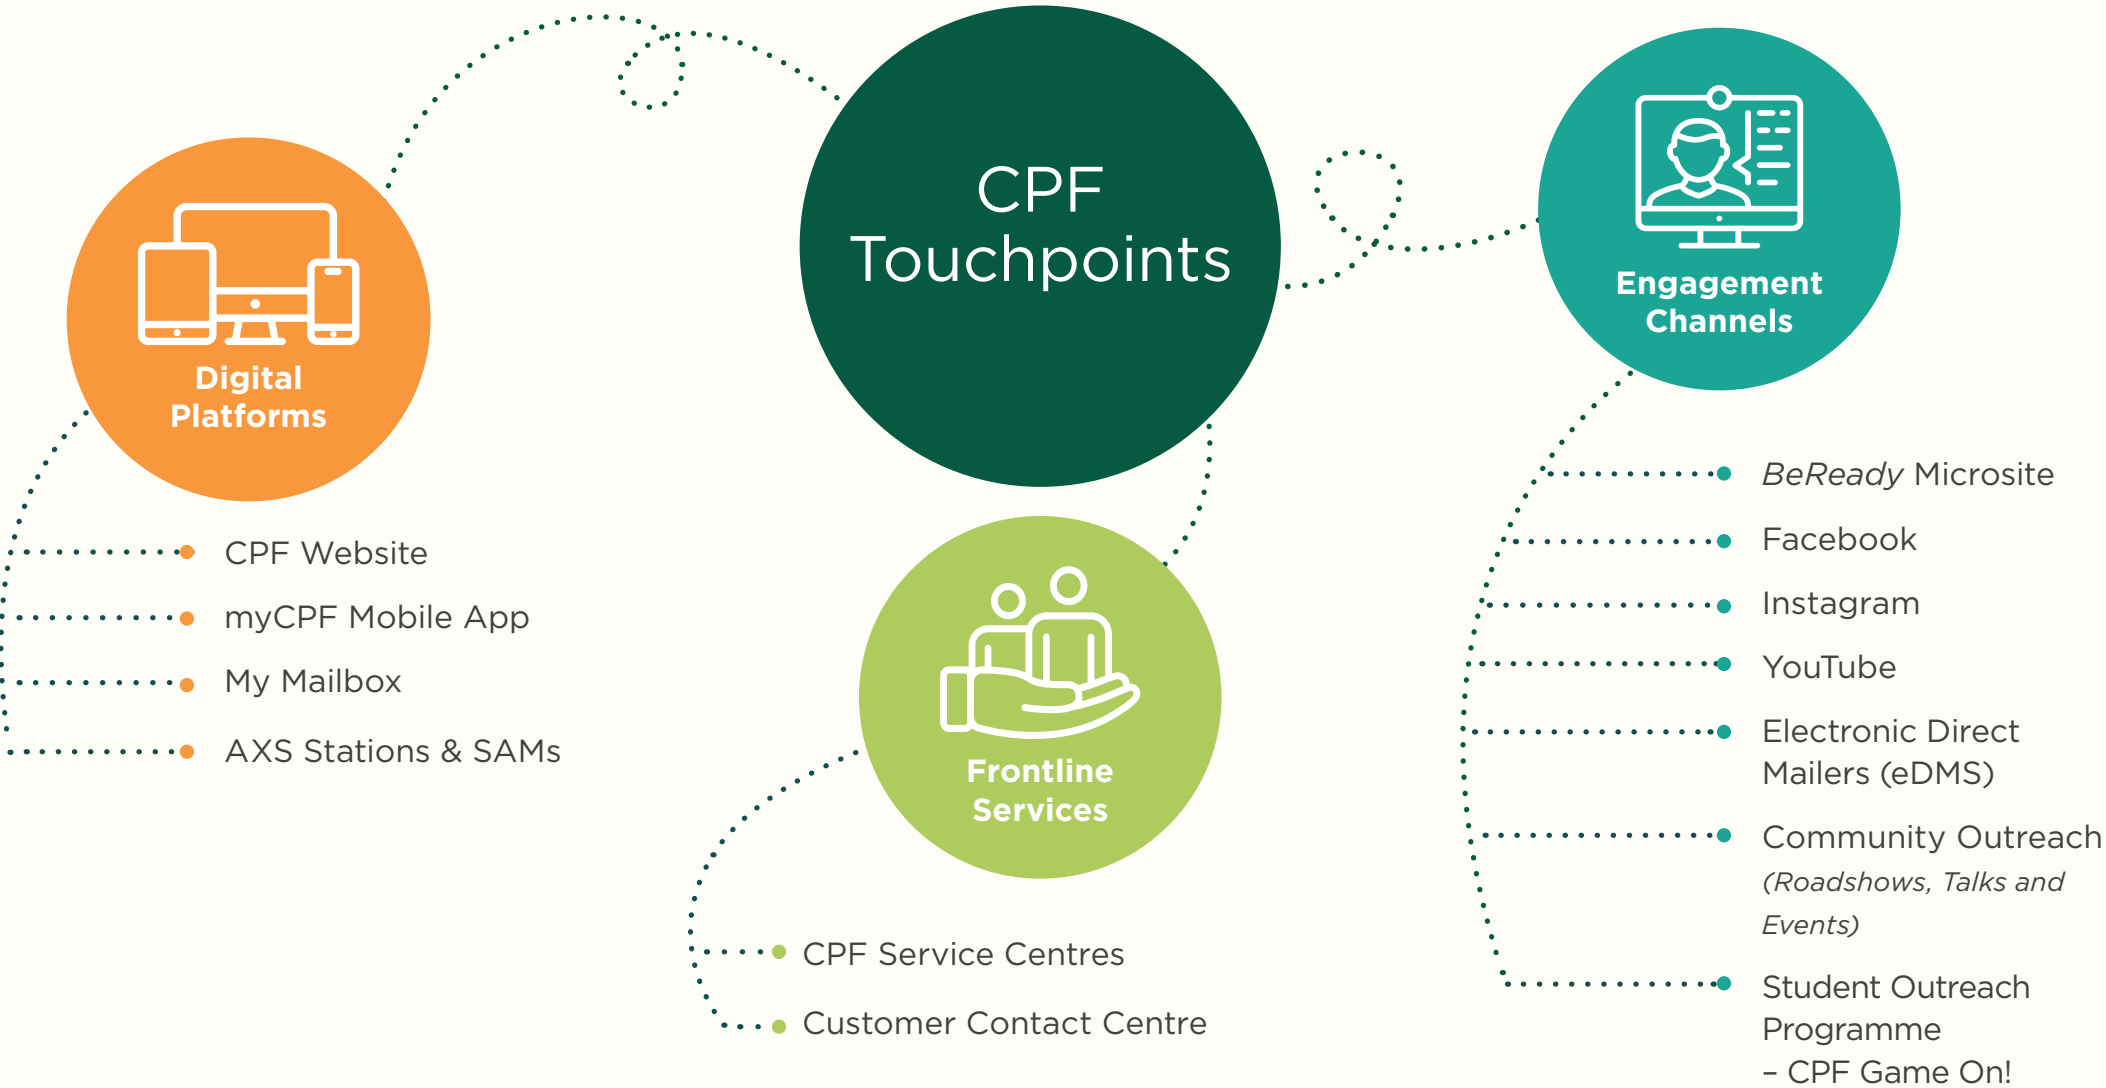 CPF
Touchpoints
Digital
Platforms
CPF Website
myCPF Mobile App
My Mailbox
AXS Stations & SAMs
Frontline
Services
CPF Service Centres
Customer Contact Centre
Engagement
Channels
BeReady Microsite
Facebook
Instagram
YouTube
Electronic Direct
Mailers (eDMS)
Community Outreach
(Roadshows, Talks and
Events)
Student Outreach
Programme
– CPF Game On!